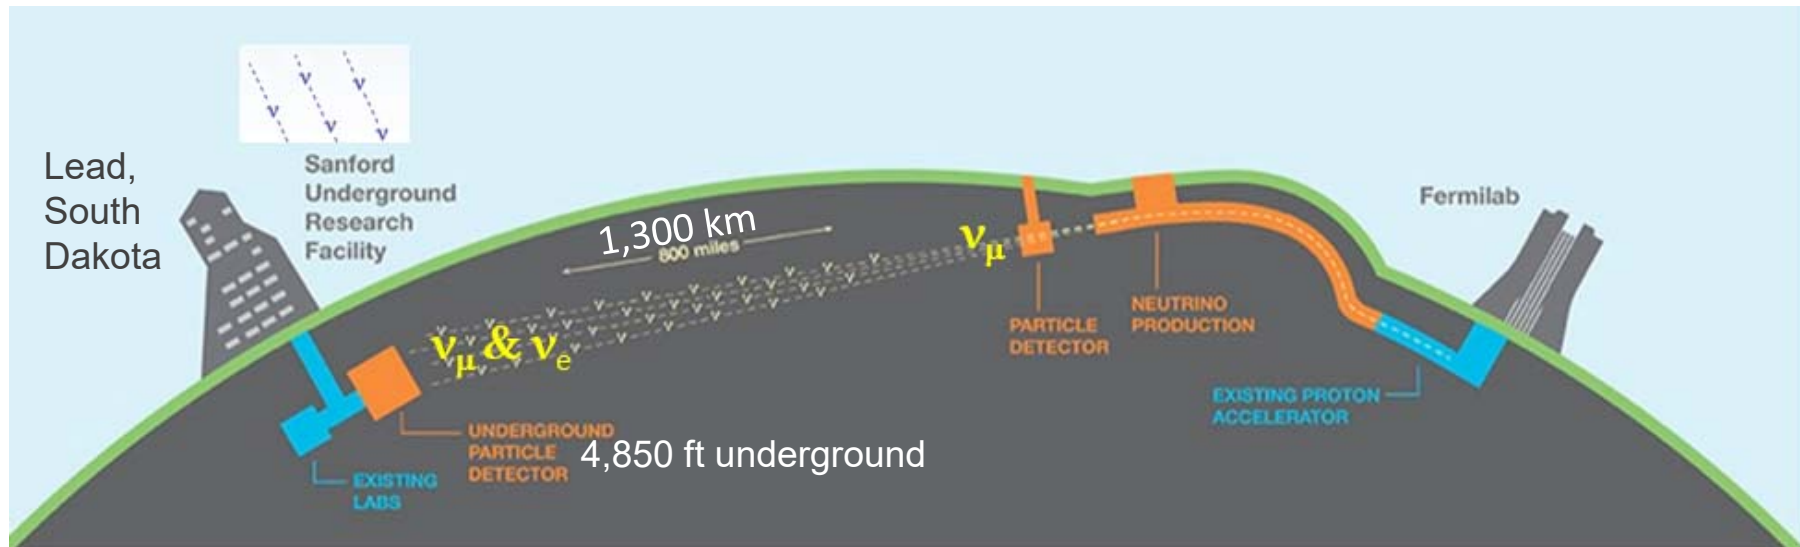 Lead,
South
Dakota
ν ν ν ν ν
Sanford
Underground
Research
Facility
1,300 km
800 miles
νμ
Fermilab
PARTICLE
DETECTOR
NEUTRINO
PRODUCTION
νμ & νe
EXISTING PROTON
ACCELERATOR
UNDERGROUND
PARTICLE
DETECTOR
4,850 ft underground
EXISTING
LABS